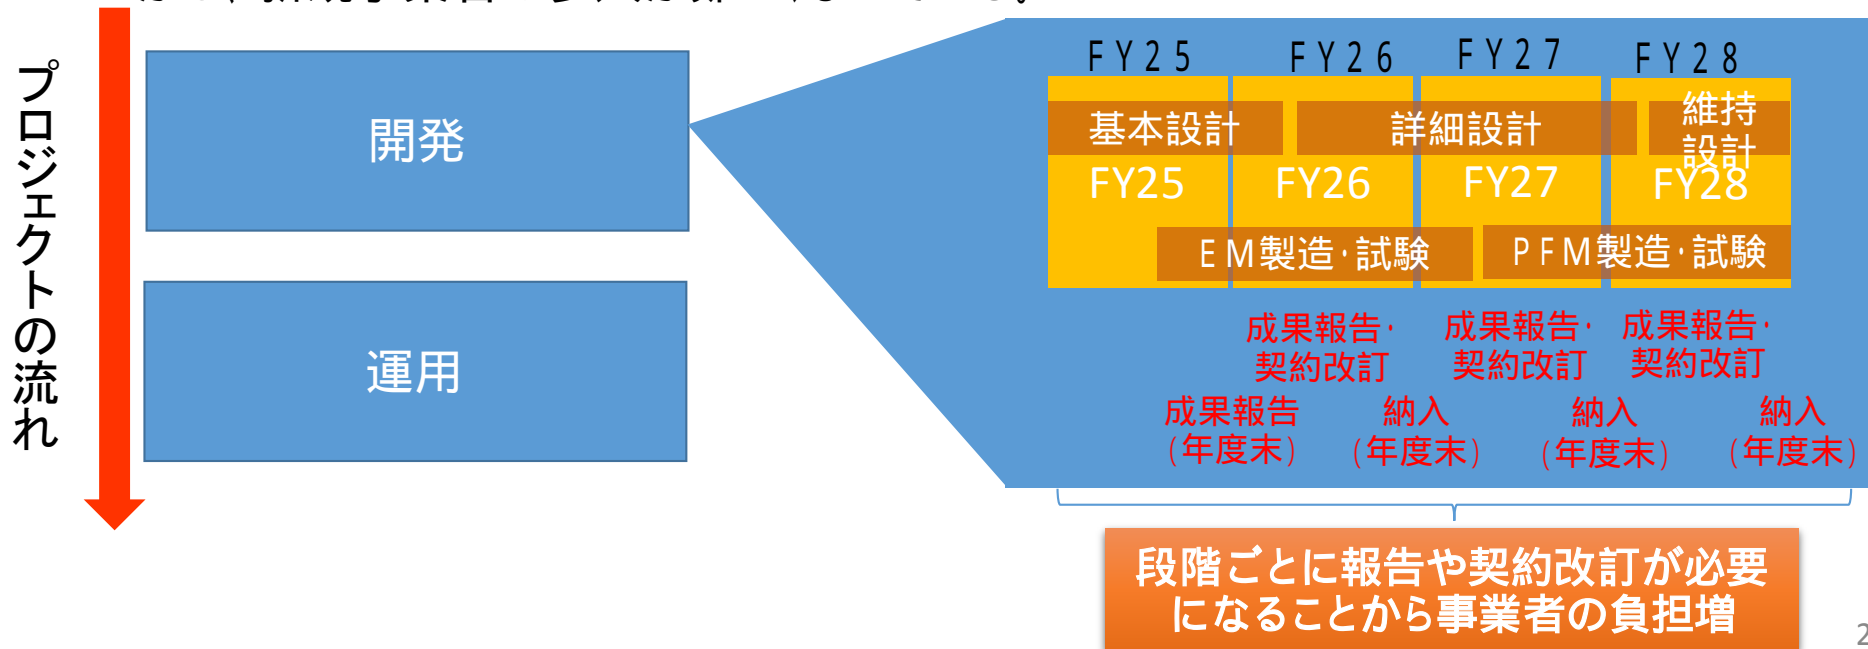 プロジェクトの流れ
開発
運用
ＦＹ２５
ＦＹ２６
ＦＹ２７
ＦＹ２８
基本設計
詳細設計
維持
設計
FY25
FY26
FY27
FY28
ＥＭ製造・試験
ＰＦＭ製造・試験
成果報告・
契約改訂
成果報告・
契約改訂
成果報告・
契約改訂
成果報告
（年度末）
納入
（年度末）
納入
（年度末）
納入
（年度末）
段階ごとに報告や契約改訂が必要
になることから事業者の負担増